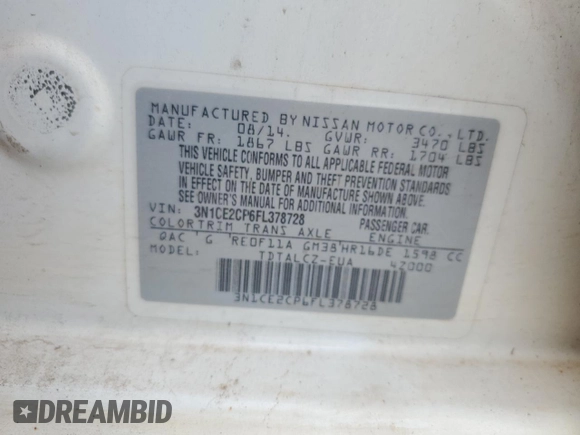 MANUFACTURED BY NISSAN MOTOR CO., LTD.
DATE: 08/14. GVWR: 3470 LBS
GAWR FR: 1867 LBS GAWR RR: 1704 LBS
THIS VEHICLE CONFORMS TO ALL APPLICABLE FEDERAL MOTOR
VEHICLE SAFETY, BUMPER, AND THEFT PREVENTION STANDARDS
IN EFFECT ON THE DATE OF MANUFACTURE SHOWN ABOVE.
SEE OWNER'S MANUAL FOR ADDITIONAL INFORMATION.
VIN: 3N1CE2CP6FL378728 PASSENGER CAR.
COLOR TRIM TRANS AXLE ENGINE
QAC G RE0F11A GM38 HR16DE 1598 CC
MODEL: TDTALCZ-EUA 42000
3N1CE2CP6FL378728
DREAMBID